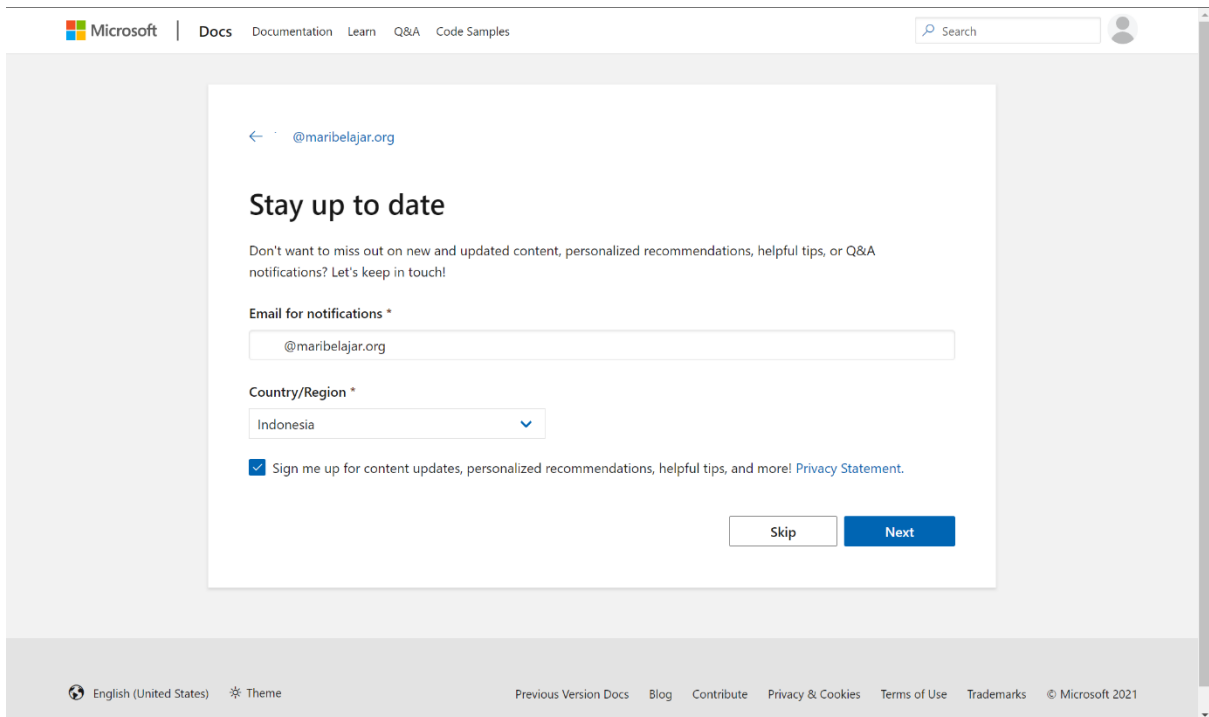 Microsoft | Docs Documentation Learn Q&A Code Samples Search
← @maribelajar.org
Stay up to date
Don't want to miss out on new and updated content, personalized recommendations, helpful tips, or Q&A
notifications? Let's keep in touch!
Email for notifications *
@maribelajar.org
Country/Region *
Indonesia
Sign me up for content updates, personalized recommendations, helpful tips, and more! Privacy Statement.
Skip Next
English (United States) Theme Previous Version Docs Blog Contribute Privacy & Cookies Terms of Use Trademarks © Microsoft 2021